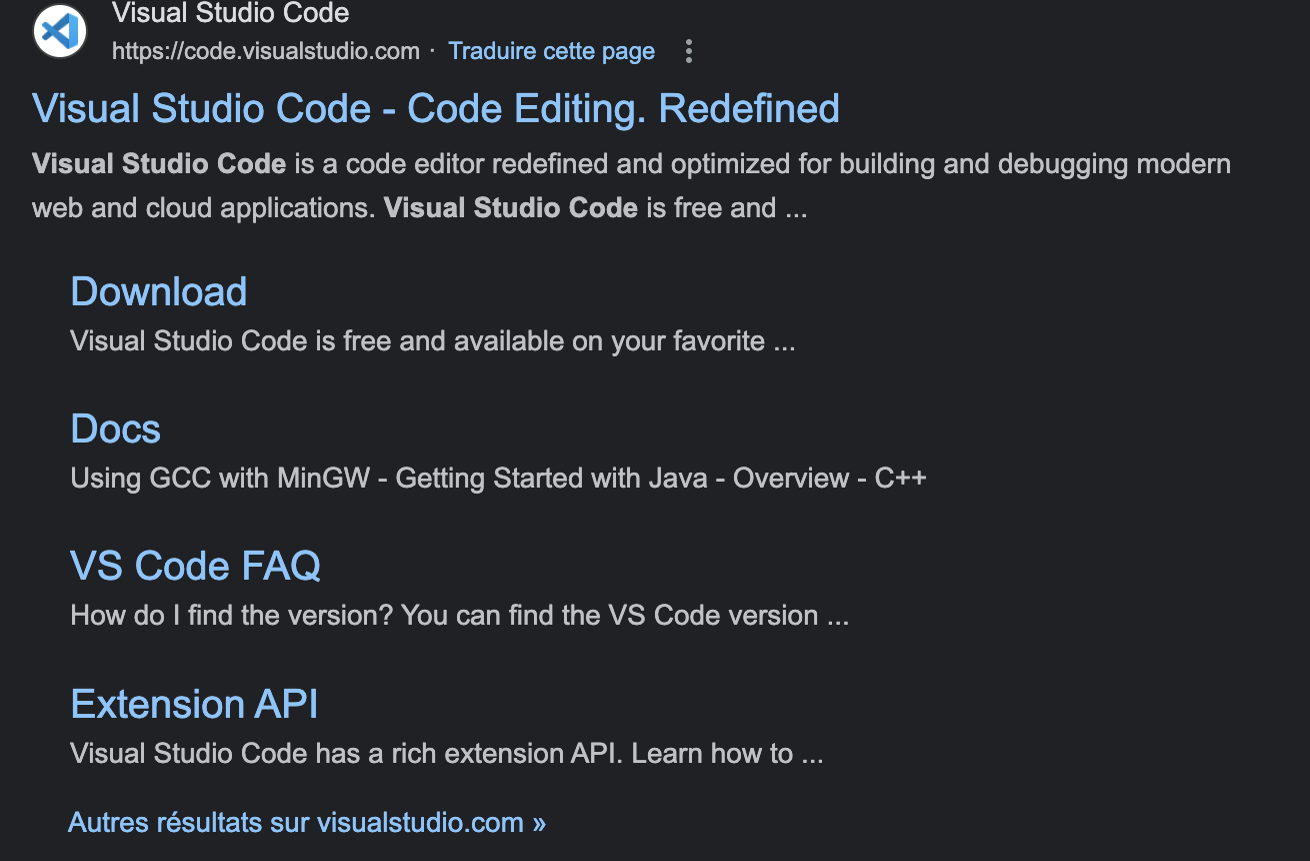 Visual Studio Code
https://code.visualstudio.com · Traduire cette page
Visual Studio Code - Code Editing. Redefined
Visual Studio Code is a code editor redefined and optimized for building and debugging modern
web and cloud applications. Visual Studio Code is free and ...
Download
Visual Studio Code is free and available on your favorite ...
Docs
Using GCC with MinGW - Getting Started with Java - Overview - C++
VS Code FAQ
How do I find the version? You can find the VS Code version ...
Extension API
Visual Studio Code has a rich extension API. Learn how to ...
Autres résultats sur visualstudio.com »